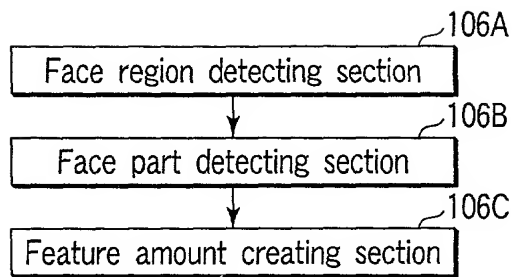 106A
Face region detecting section
106B
Face part detecting section
106C
Feature amount creating section